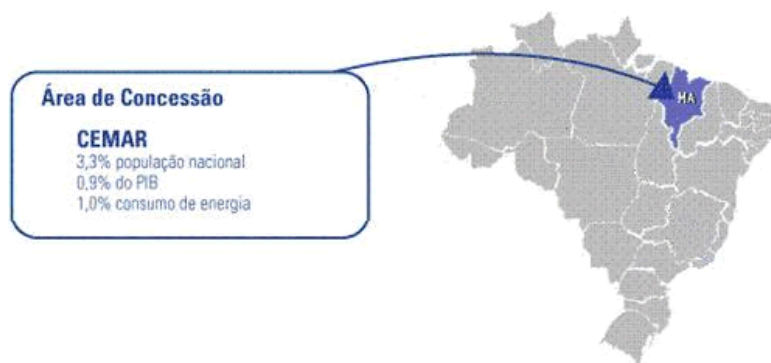 Área de Concessão
CEMAR
3,3% população nacional
0,9% do PIB
1,0% consumo de energia
MA